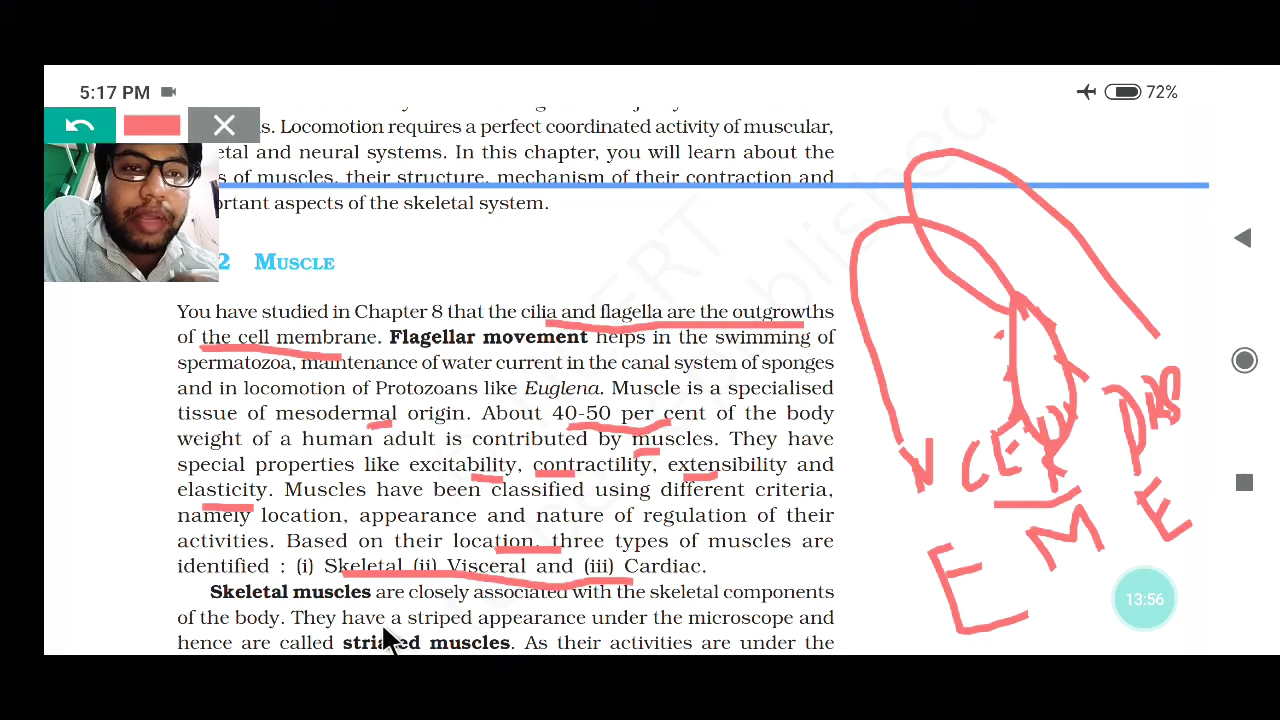 5:17 PM
72%
s. Locomotion requires a perfect coordinated activity of muscular,
etal and neural systems. In this chapter, you will learn about the
s of muscles, their structure, mechanism of their contraction and
ortant aspects of the skeletal system.
2 MUSCLE
You have studied in Chapter 8 that the cilia and flagella are the outgrowths
of the cell membrane. Flagellar movement helps in the swimming of
spermatozoa, maintenance of water current in the canal system of sponges
and in locomotion of Protozoans like Euglena. Muscle is a specialised
tissue of mesodermal origin. About 40-50 per cent of the body
weight of a human adult is contributed by muscles. They have
special properties like excitability, contractility, extensibility and
elasticity. Muscles have been classified using different criteria,
namely location, appearance and nature of regulation of their
activities. Based on their location, three types of muscles are
identified : (i) Skeletal (ii) Visceral and (iii) Cardiac.
Skeletal muscles are closely associated with the skeletal components
of the body. They have a striped appearance under the microscope and
hence are called striated muscles. As their activities are under the
E M E
13:56